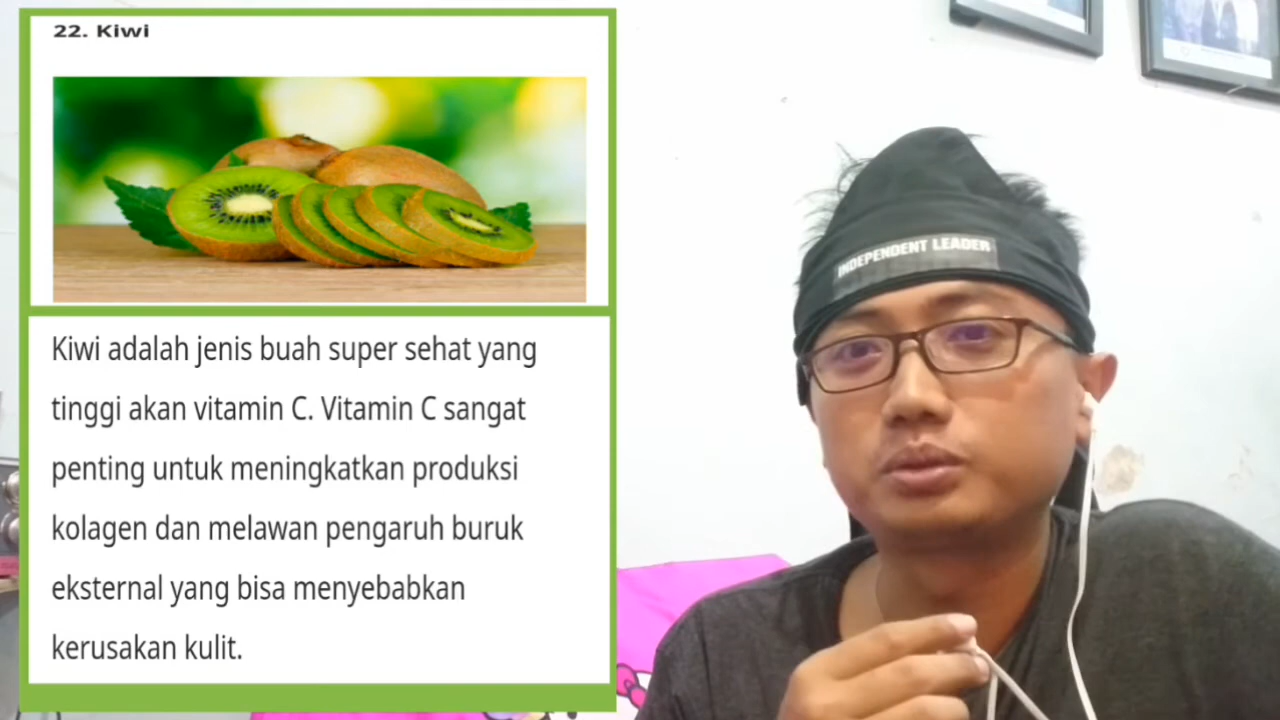 22. Kiwi
Kiwi adalah jenis buah super sehat yang
tinggi akan vitamin C. Vitamin C sangat
penting untuk meningkatkan produksi
kolagen dan melawan pengaruh buruk
eksternal yang bisa menyebabkan
kerusakan kulit.
INDEPENDENT LEADER